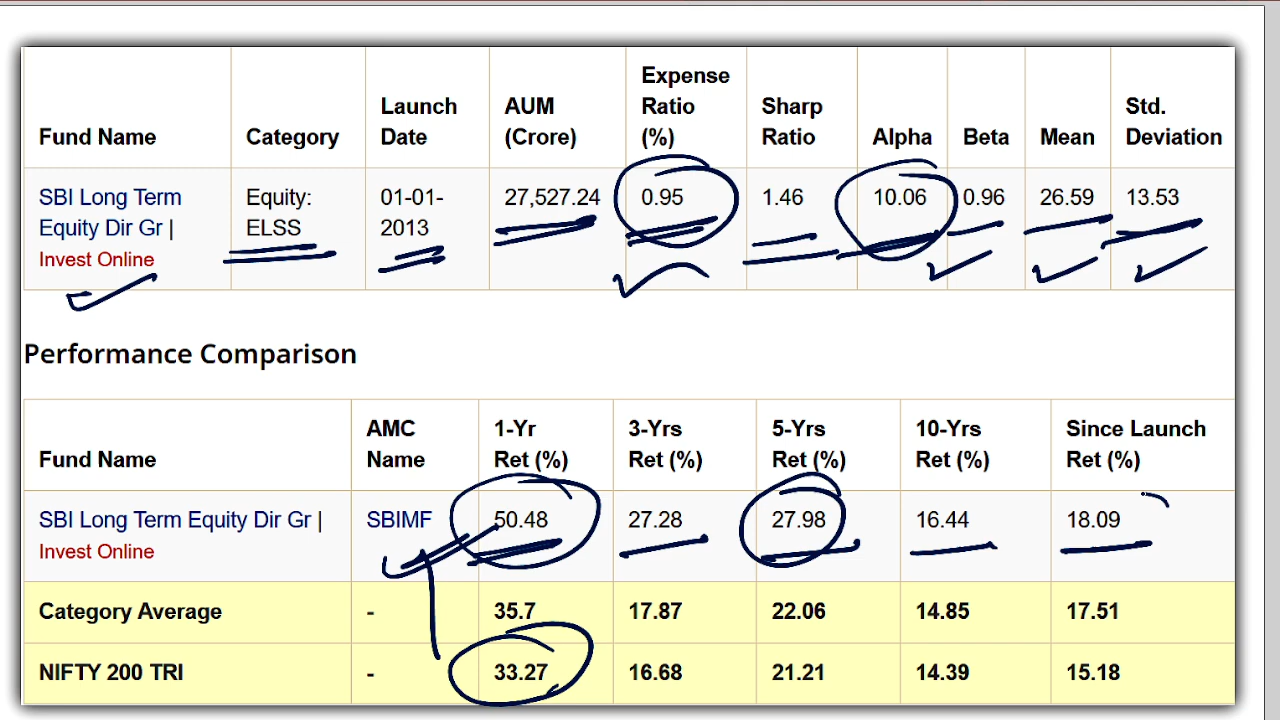 Fund Name Category Launch Date AUM (Crore) Expense Ratio (%) Sharp Ratio Alpha Beta Mean Std. Deviation
SBI Long Term Equity Dir Gr | Invest Online Equity: ELSS 01-01-2013 27,527.24 0.95 1.46 10.06 0.96 26.59 13.53
Performance Comparison
Fund Name AMC Name 1-Yr Ret (%) 3-Yrs Ret (%) 5-Yrs Ret (%) 10-Yrs Ret (%) Since Launch Ret (%)
SBI Long Term Equity Dir Gr | Invest Online SBIMF 50.48 27.28 27.98 16.44 18.09
Category Average - 35.7 17.87 22.06 14.85 17.51
NIFTY 200 TRI - 33.27 16.68 21.21 14.39 15.18